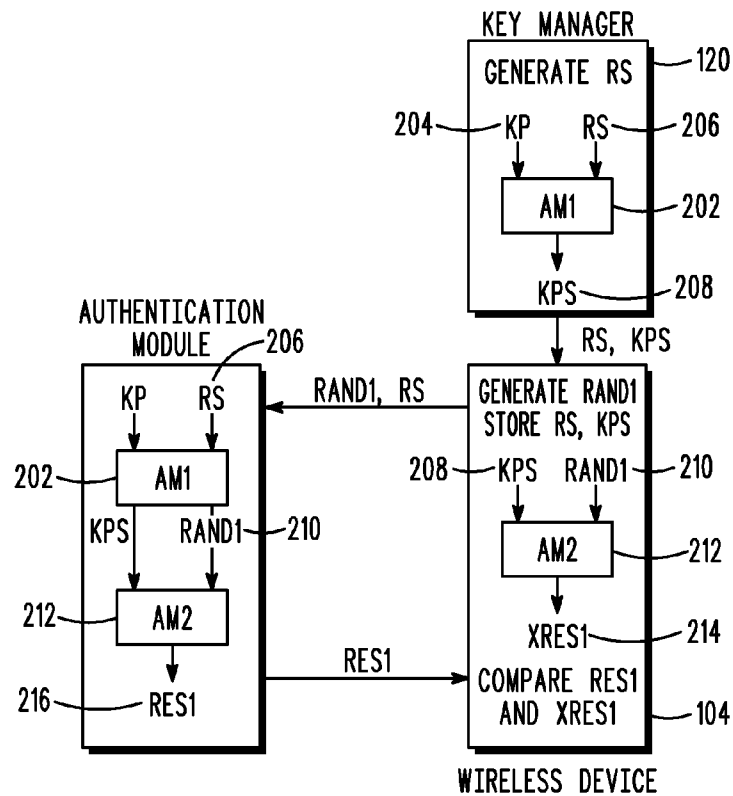 KEY MANAGER
GENERATE RS
120
204
KP
RS
206
AM1
202
KPS
208
RS, KPS
AUTHENTICATION
MODULE
206
KP
RS
RAND1, RS
GENERATE RAND1
STORE RS, KPS
202
AM1
208
KPS
RAND1
210
KPS
RAND1
210
AM2
212
212
AM2
XRES1
214
RES1
216
RES1
COMPARE RES1
AND XRES1
104
WIRELESS DEVICE